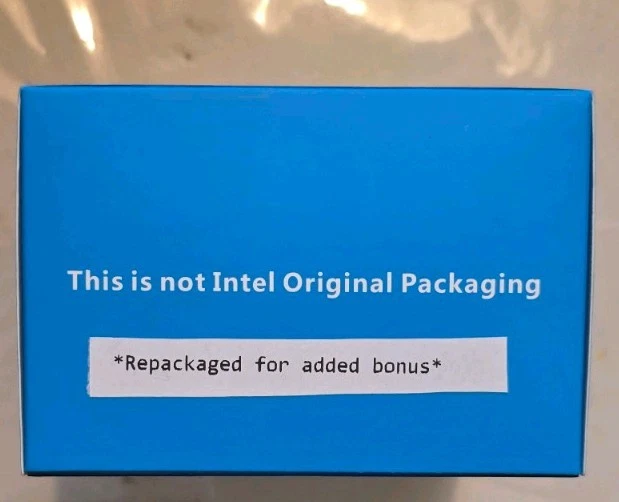 This is not Intel Original Packaging
*Repackaged for added bonus*